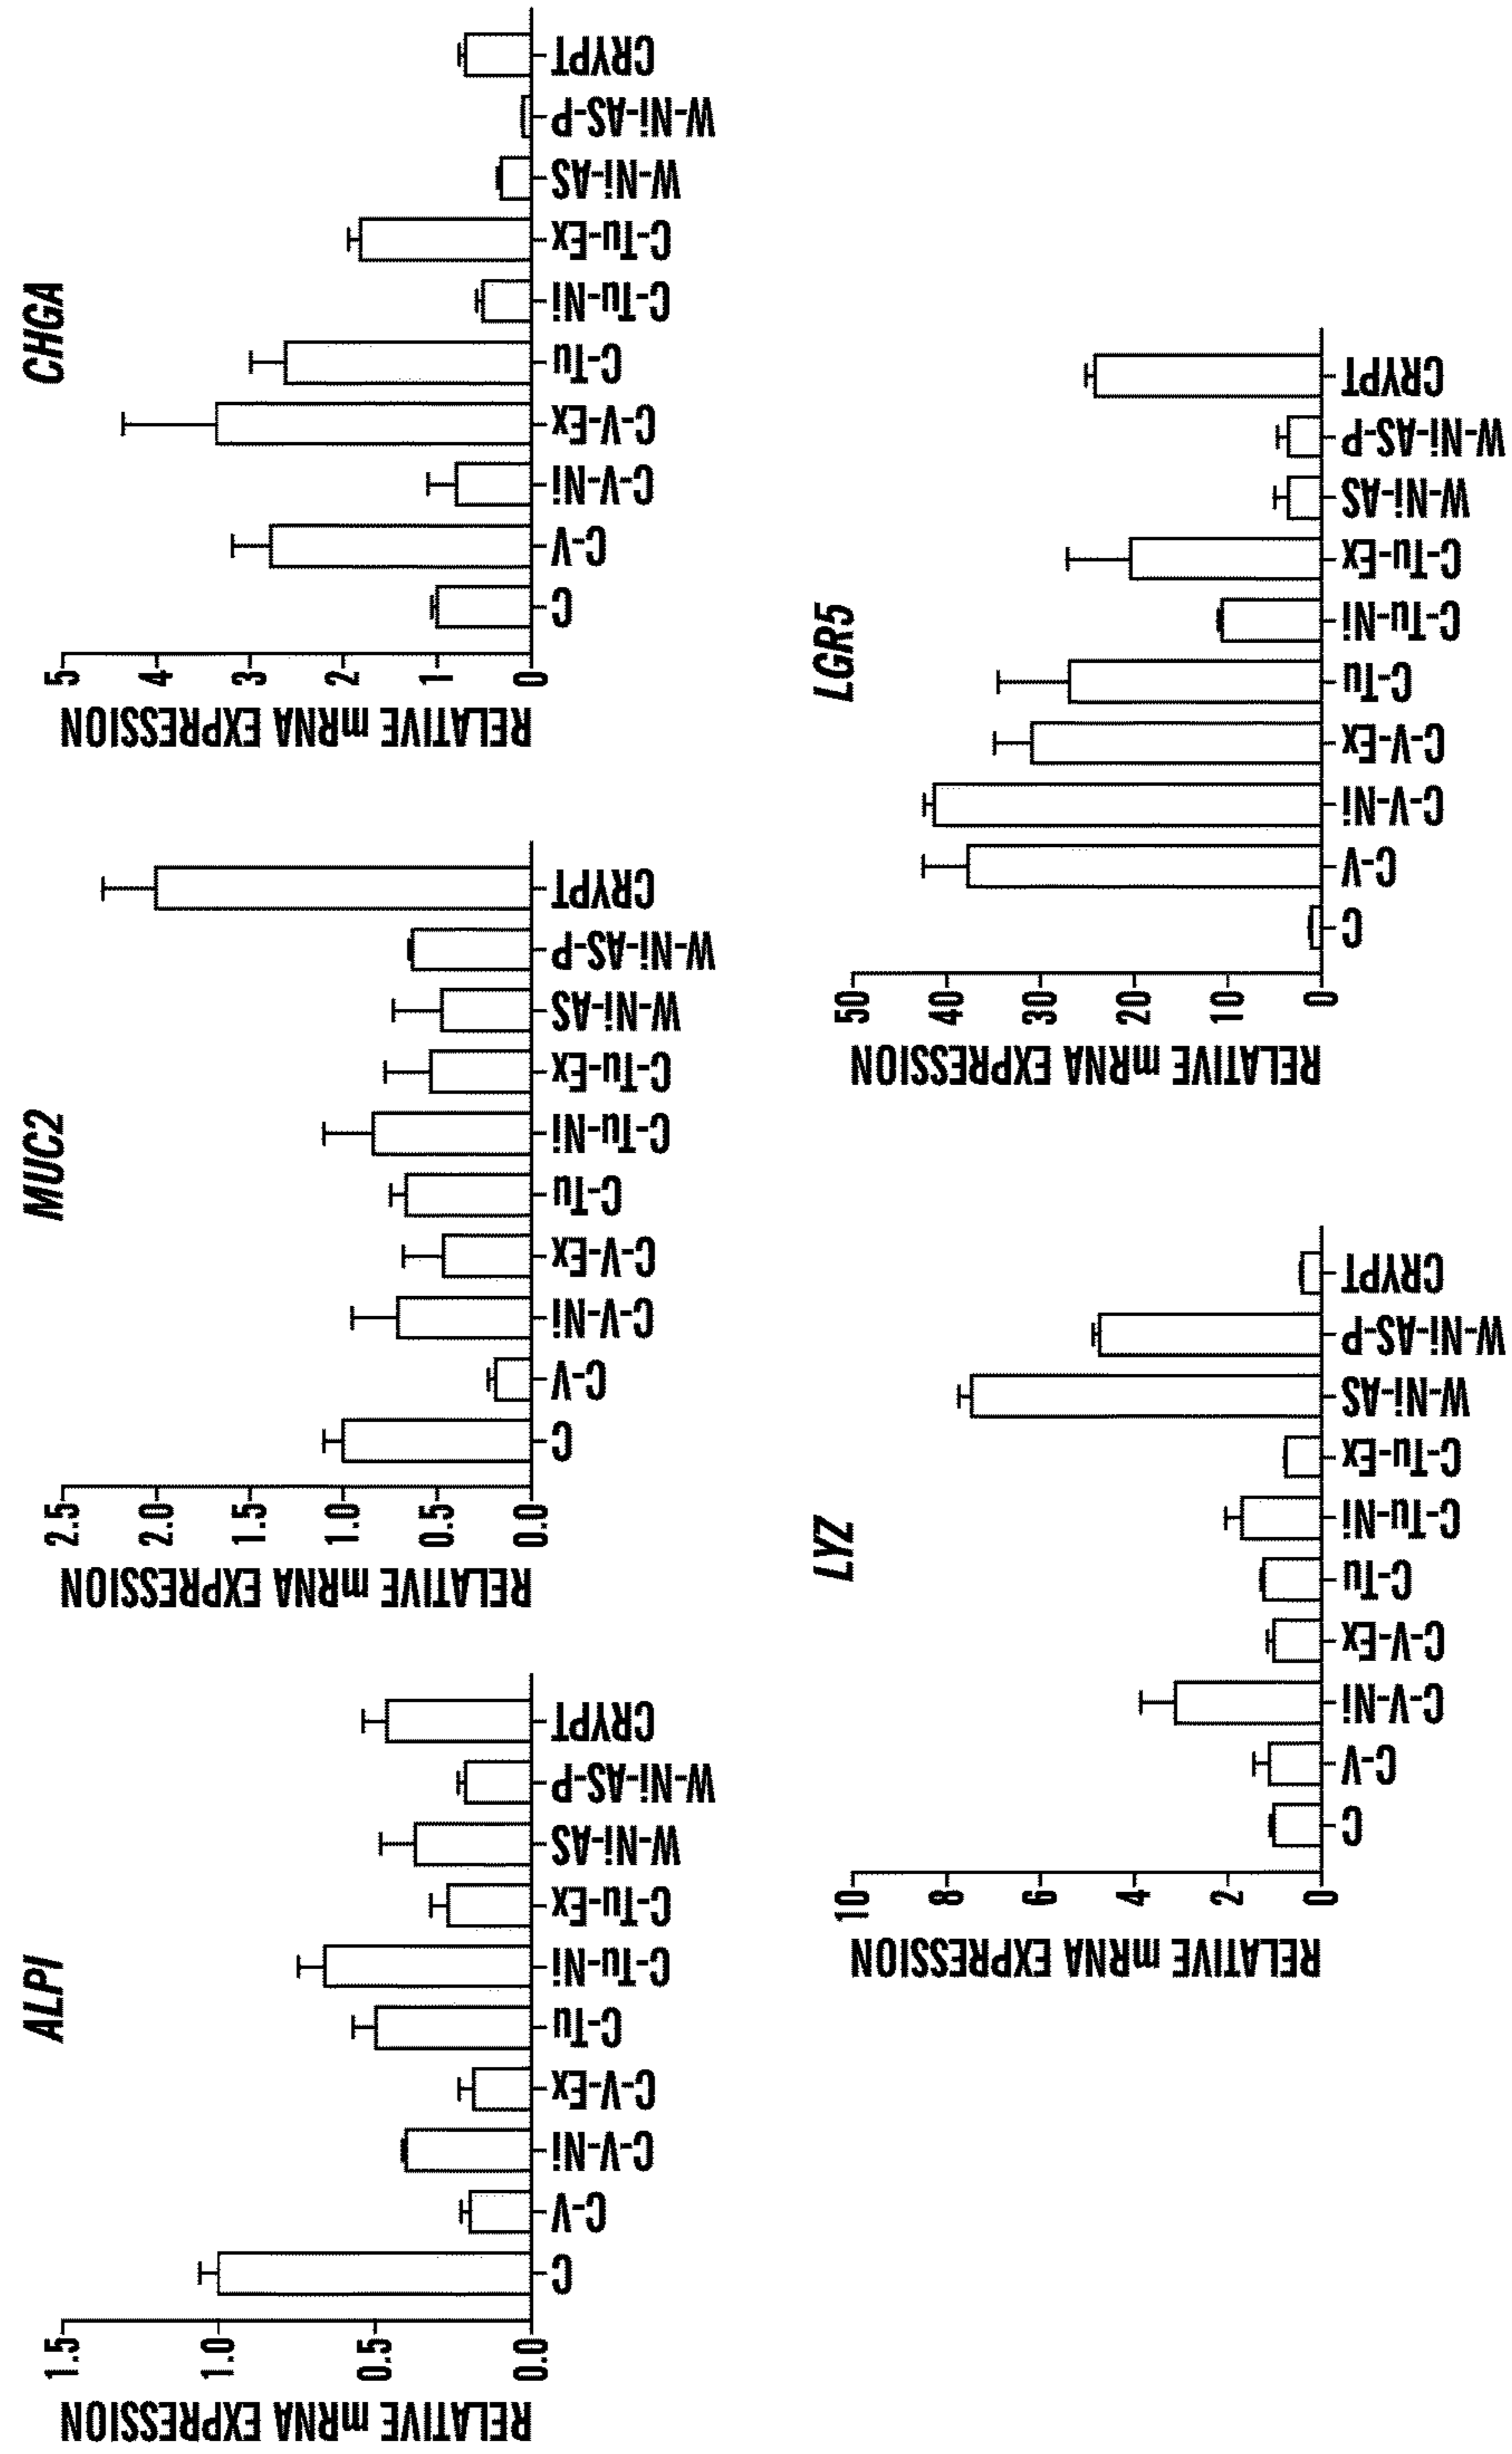 ALPI
RELATIVE mRNA EXPRESSION
1.5
1.0
0.5
0.0
C
C-V
C-V-Ni
C-V-Ex
C-Tu
C-Tu-Ni
C-Tu-Ex
W-Ni-AS
W-Ni-AS-P
CRYPT
MUC2
RELATIVE mRNA EXPRESSION
2.5
2.0
1.5
1.0
0.5
0.0
C
C-V
C-V-Ni
C-V-Ex
C-Tu
C-Tu-Ni
C-Tu-Ex
W-Ni-AS
W-Ni-AS-P
CRYPT
CHGA
RELATIVE mRNA EXPRESSION
5
4
3
2
1
0
C
C-V
C-V-Ni
C-V-Ex
C-Tu
C-Tu-Ni
C-Tu-Ex
W-Ni-AS
W-Ni-AS-P
CRYPT
LYZ
RELATIVE mRNA EXPRESSION
10
8
6
4
2
0
C
C-V
C-V-Ni
C-V-Ex
C-Tu
C-Tu-Ni
C-Tu-Ex
W-Ni-AS
W-Ni-AS-P
CRYPT
LGR5
RELATIVE mRNA EXPRESSION
50
40
30
20
10
0
C
C-V
C-V-Ni
C-V-Ex
C-Tu
C-Tu-Ni
C-Tu-Ex
W-Ni-AS
W-Ni-AS-P
CRYPT